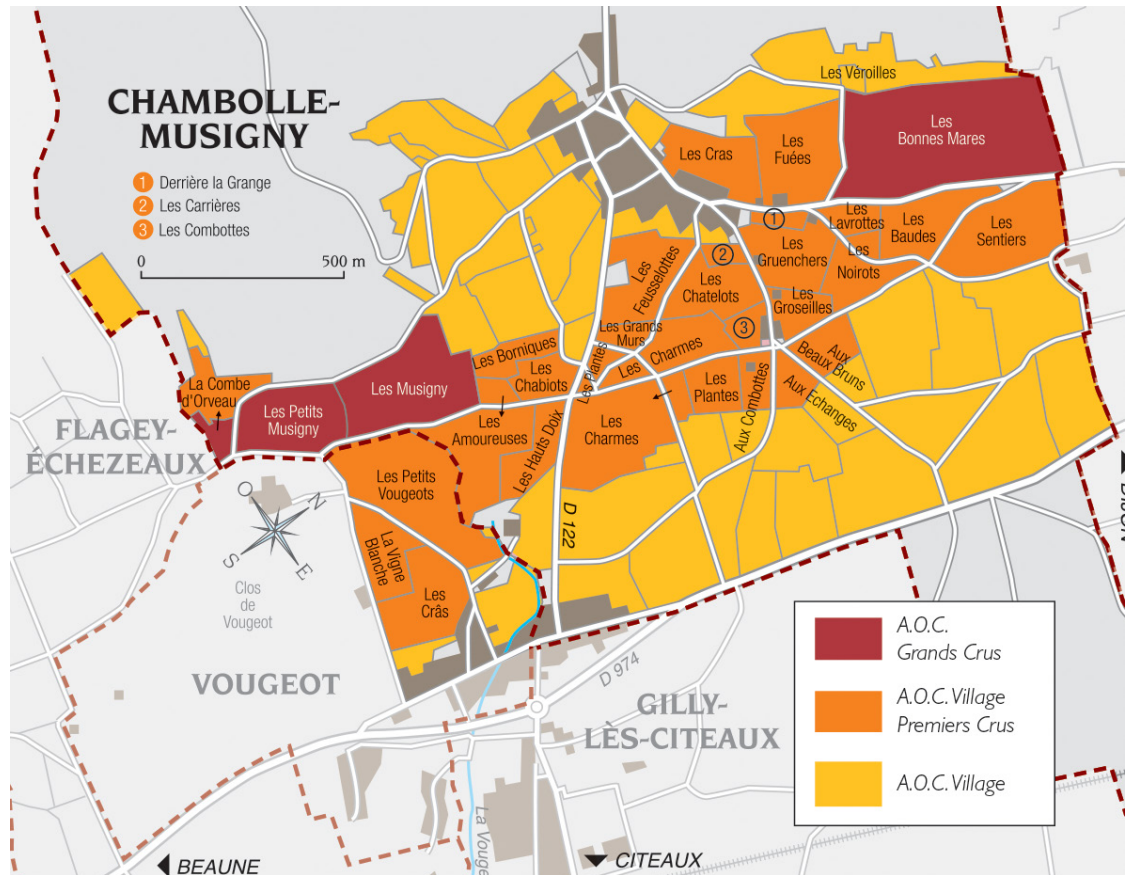 CHAMBOLLE-
MUSIGNY
1 Derrière la Grange
2 Les Carrières
3 Les Combottes
0 500 m
Les Véroilles
Les
Bonnes Mares
Les Cras
Les
Fuées
1
Les
Lavrottes
Les
Baudes
Les
Sentiers
2
Les
Gruenchers
Les
Noirots
Les
Feusselottes
Les
Chatelots
Les
Groseilles
Les Grands
Murs
3
Les Charmes
Aux
Beaux Bruns
Les Borniques
Les
Chabiots
Les Plantes
Les
Plantes
Aux Combottes
Aux Echanges
La Combe
d'Orveau
Les Musigny
Les Petits
Musigny
Les
Amoureuses
Les Hauts Doix
Les
Charmes
FLAGEY-
ÉCHEZEAUX
Les Petits
Vougeots
D 122
DIJON
O
N
S
E
La Vigne
Blanche
Les
Crâs
Clos
de
Vougeot
VOUGEOT
D 974
GILLY-
LÈS-CITEAUX
La Vouge
BEAUNE
CITEAUX
A.O.C.
Grands Crus
A.O.C. Village
Premiers Crus
A.O.C. Village